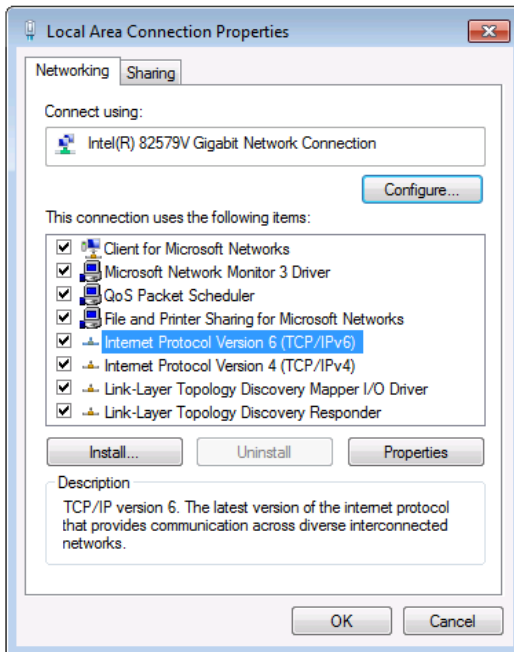 Local Area Connection Properties
Networking
Sharing
Connect using:
Intel(R) 82579V Gigabit Network Connection
Configure...
This connection uses the following items:
Client for Microsoft Networks
Microsoft Network Monitor 3 Driver
QoS Packet Scheduler
File and Printer Sharing for Microsoft Networks
Internet Protocol Version 6 (TCP/IPv6)
Internet Protocol Version 4 (TCP/IPv4)
Link-Layer Topology Discovery Mapper I/O Driver
Link-Layer Topology Discovery Responder
Install...
Uninstall
Properties
Description
TCP/IP version 6. The latest version of the internet protocol
that provides communication across diverse interconnected
networks.
OK
Cancel